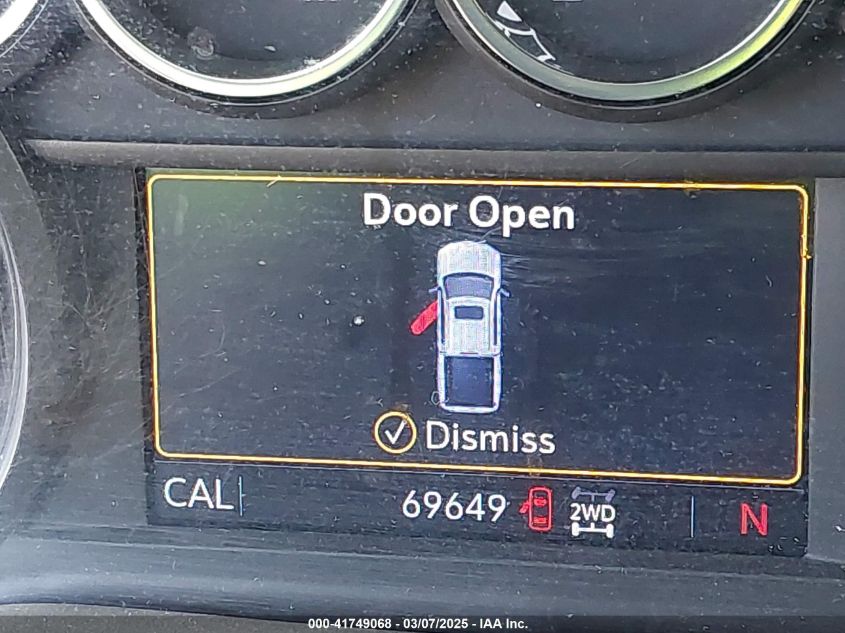 Door Open
Dismiss
CAL
69649
2WD
N
000-41749068 - 03/07/2025 - IAA Inc.